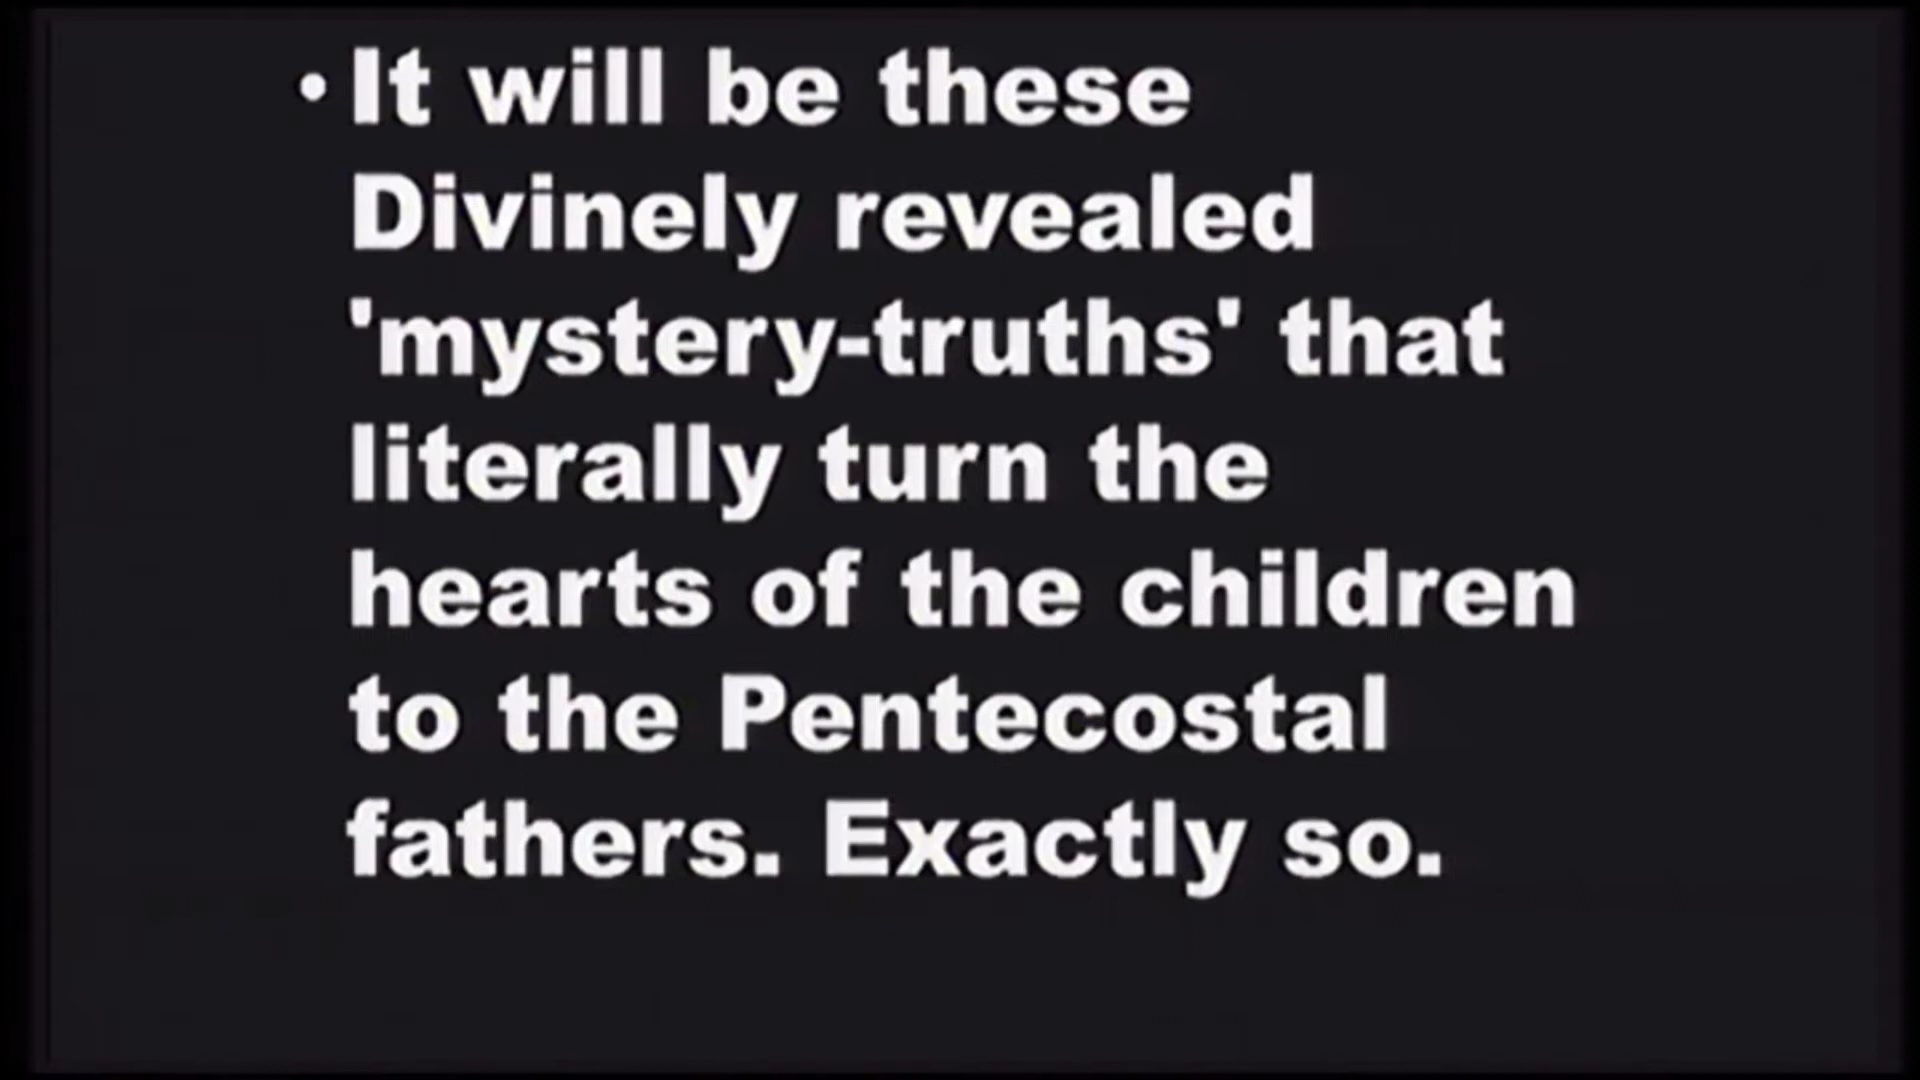 • It will be these
Divinely revealed
'mystery-truths' that
literally turn the
hearts of the children
to the Pentecostal
fathers. Exactly so.